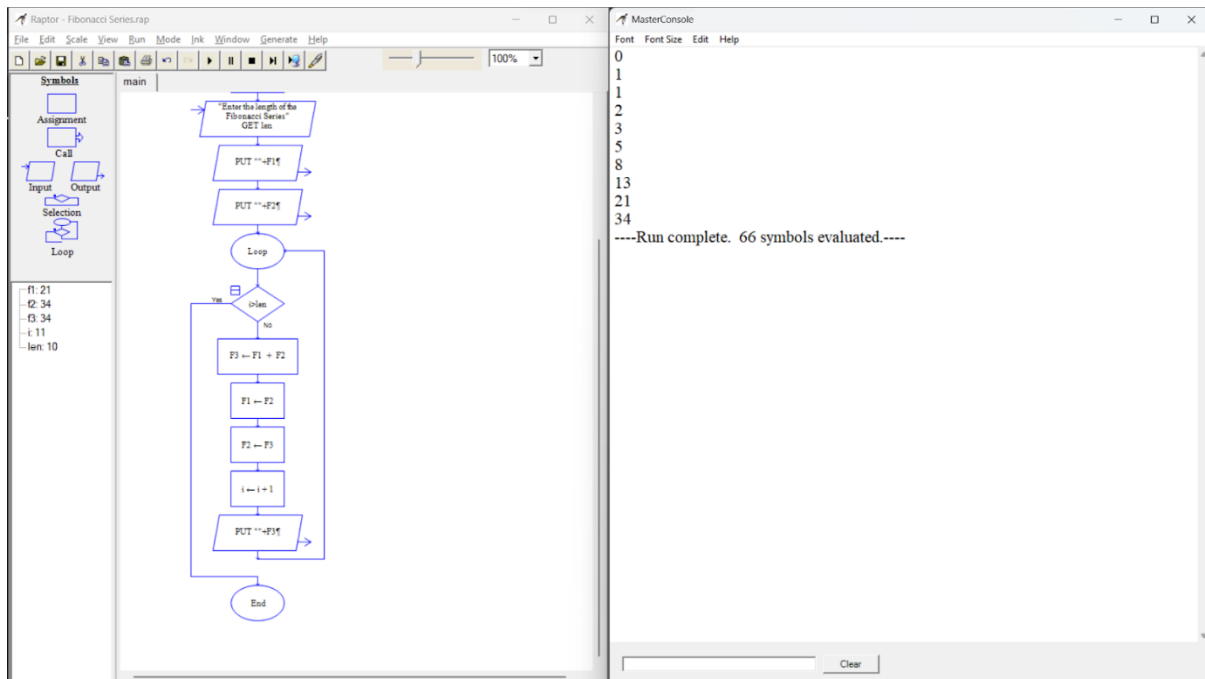 Raptor - Fibonacci Series.rap
File Edit Scale View Run Mode Ink Window Generate Help
100%
Symbols
Assignment
Call
Input Output
Selection
Loop
f1: 21
f2: 34
f3: 34
i: 11
len: 10
main
"Enter the length of the
Fibonacci Series"
GET len
PUT ""+F1¶
PUT ""+F2¶
Loop
Yes
i>len
No
F3 ← F1 + F2
F1 ← F2
F2 ← F3
i ← i + 1
PUT ""+F3¶
End
MasterConsole
Font Font Size Edit Help
0
1
1
2
3
5
8
13
21
34
----Run complete. 66 symbols evaluated.----
Clear